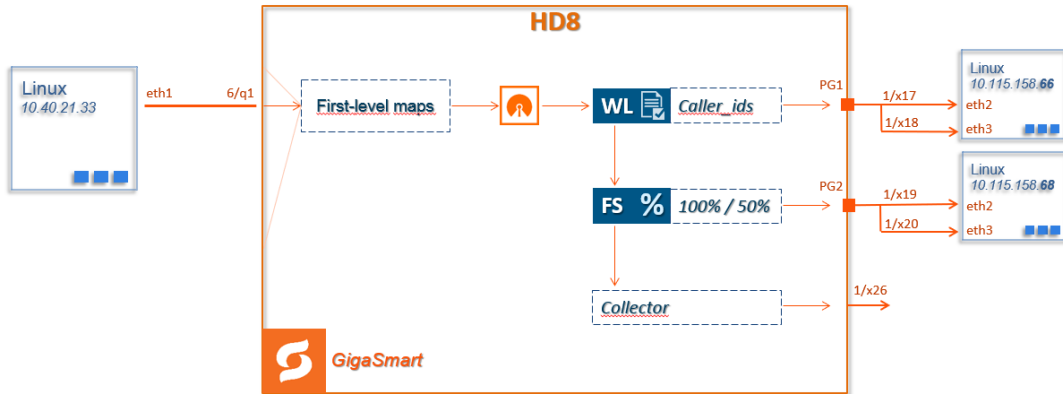 HD8
Linux
10.40.21.33
eth1
6/q1
First-level maps
WL
Caller_ids
PG1
1/x17
1/x18
Linux
10.115.158.66
eth2
eth3
FS %
100% / 50%
PG2
1/x19
1/x20
Linux
10.115.158.68
eth2
eth3
Collector
1/x26
GigaSmart